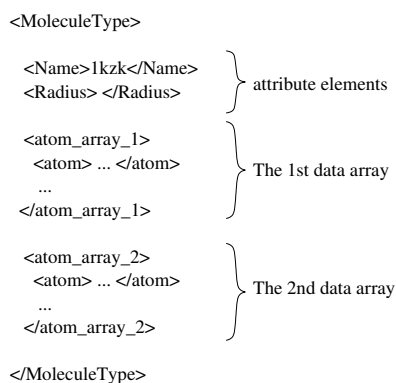 <MoleculeType>
<Name>1kzk</Name>
<Radius> </Radius>
attribute elements
<atom_array_1>
<atom> ... </atom>
...
</atom_array_1>
The 1st data array
<atom_array_2>
<atom> ... </atom>
...
</atom_array_2>
The 2nd data array
</MoleculeType>